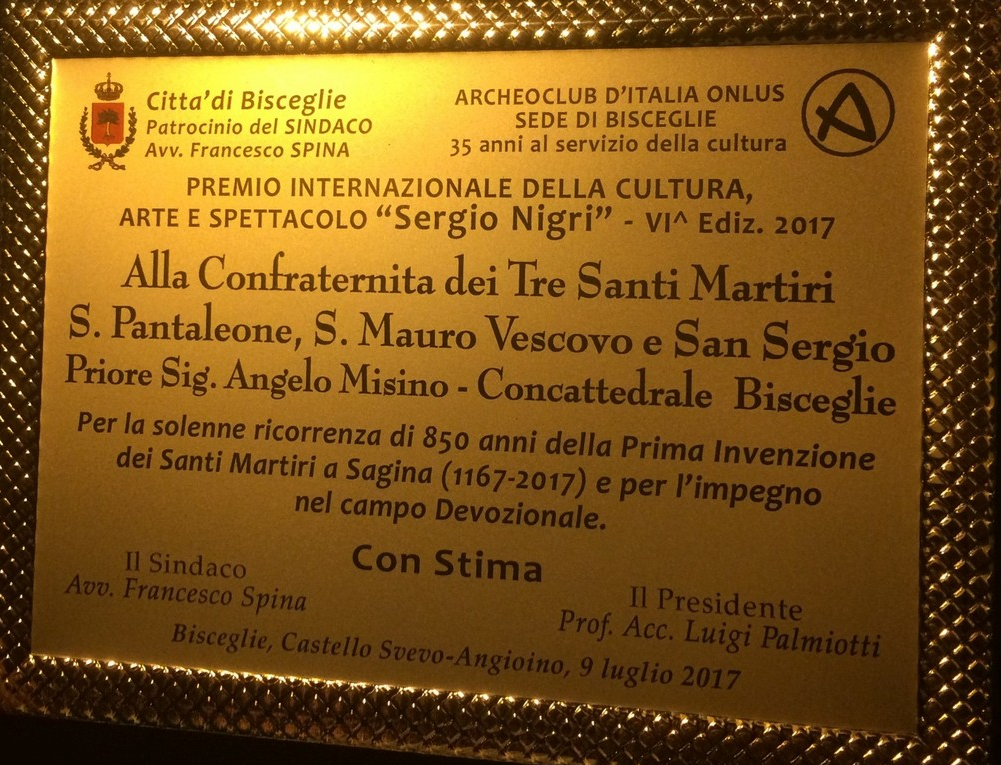 Citta'di Bisceglie
Patrocinio del SINDACO
Avv. Francesco SPINA
ARCHEOCLUB D'ITALIA ONLUS
SEDE DI BISCEGLIE
35 anni al servizio della cultura
PREMIO INTERNAZIONALE DELLA CULTURA,
ARTE E SPETTACOLO “Sergio Nigri” - VI^ Ediz. 2017
Alla Confraternita dei Tre Santi Martiri
S. Pantaleone, S. Mauro Vescovo e San Sergio
Priore Sig. Angelo Misino - Concattedrale Bisceglie
Per la solenne ricorrenza di 850 anni della Prima Invenzione
dei Santi Martiri a Sagina (1167-2017) e per l'impegno
nel campo Devozionale.
Con Stima
Il Sindaco
Avv. Francesco Spina
Il Presidente
Prof. Acc. Luigi Palmiotti
Bisceglie, Castello Svevo-Angioino, 9 luglio 2017